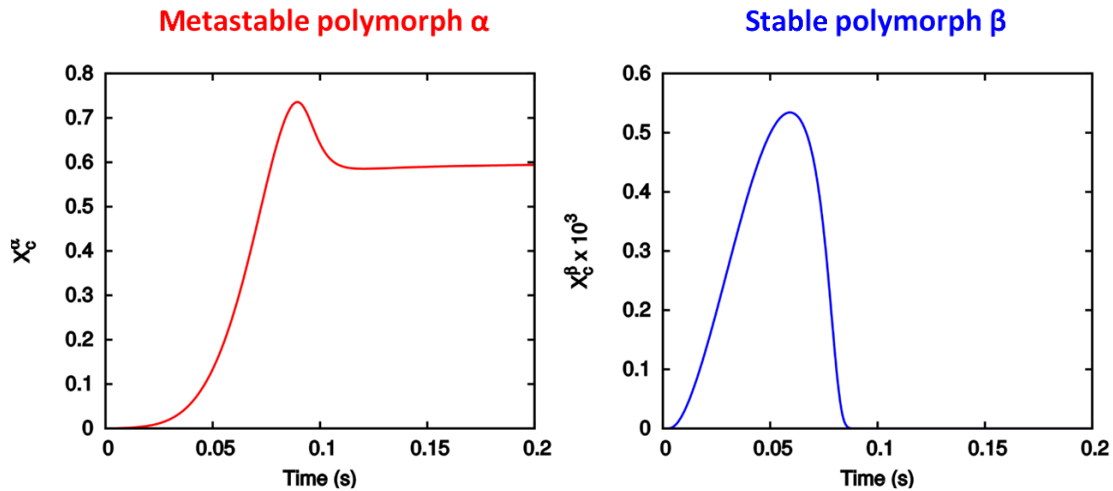 Metastable polymorph α
0.8
0.7
0.6
0.5
0.4
0.3
0.2
0.1
0
X_c^α
0 0.05 0.1 0.15 0.2
Time (s)
Stable polymorph β
0.6
0.5
0.4
0.3
0.2
0.1
0
X_c^β x 10^3
0 0.05 0.1 0.15 0.2
Time (s)